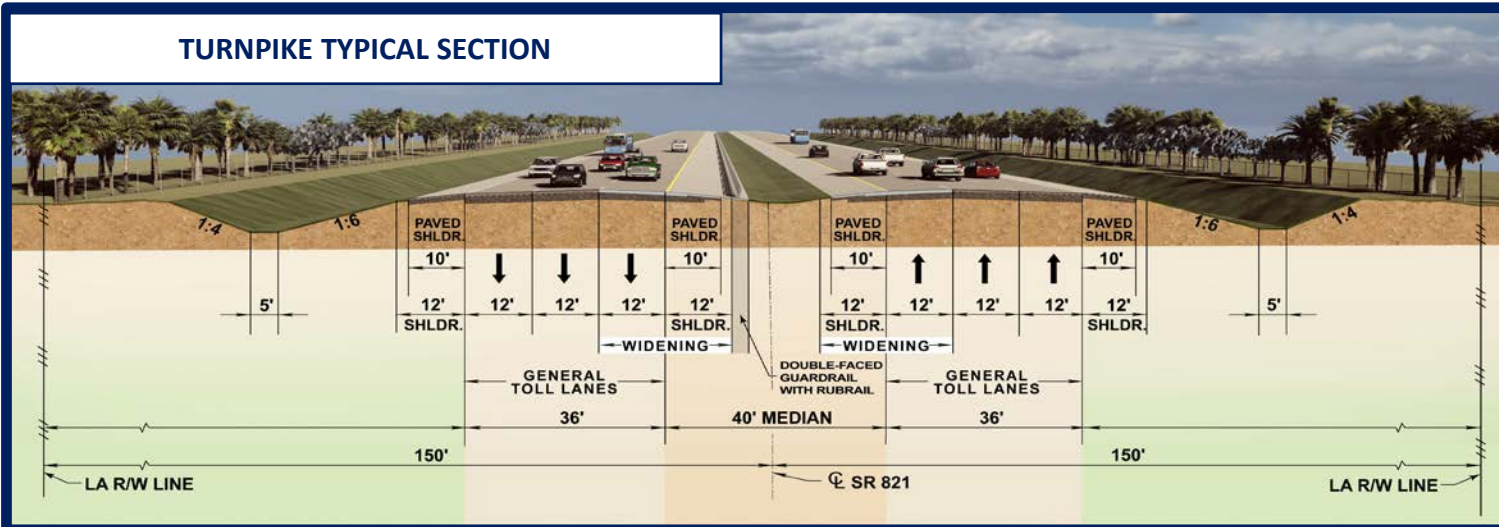 TURNPIKE TYPICAL SECTION
1:4
1:6
PAVED
SHLDR.
PAVED
SHLDR.
PAVED
SHLDR.
PAVED
SHLDR.
1:6
1:4
10'
10'
10'
10'
5'
12'
12'
12'
12'
12'
12'
12'
12'
12'
12'
5'
SHLDR.
SHLDR.
SHLDR.
SHLDR.
WIDENING
WIDENING
DOUBLE-FACED
GUARDRAIL
WITH RUBRAIL
GENERAL
TOLL LANES
GENERAL
TOLL LANES
36'
40' MEDIAN
36'
150'
150'
LA R/W LINE
℄ SR 821
LA R/W LINE